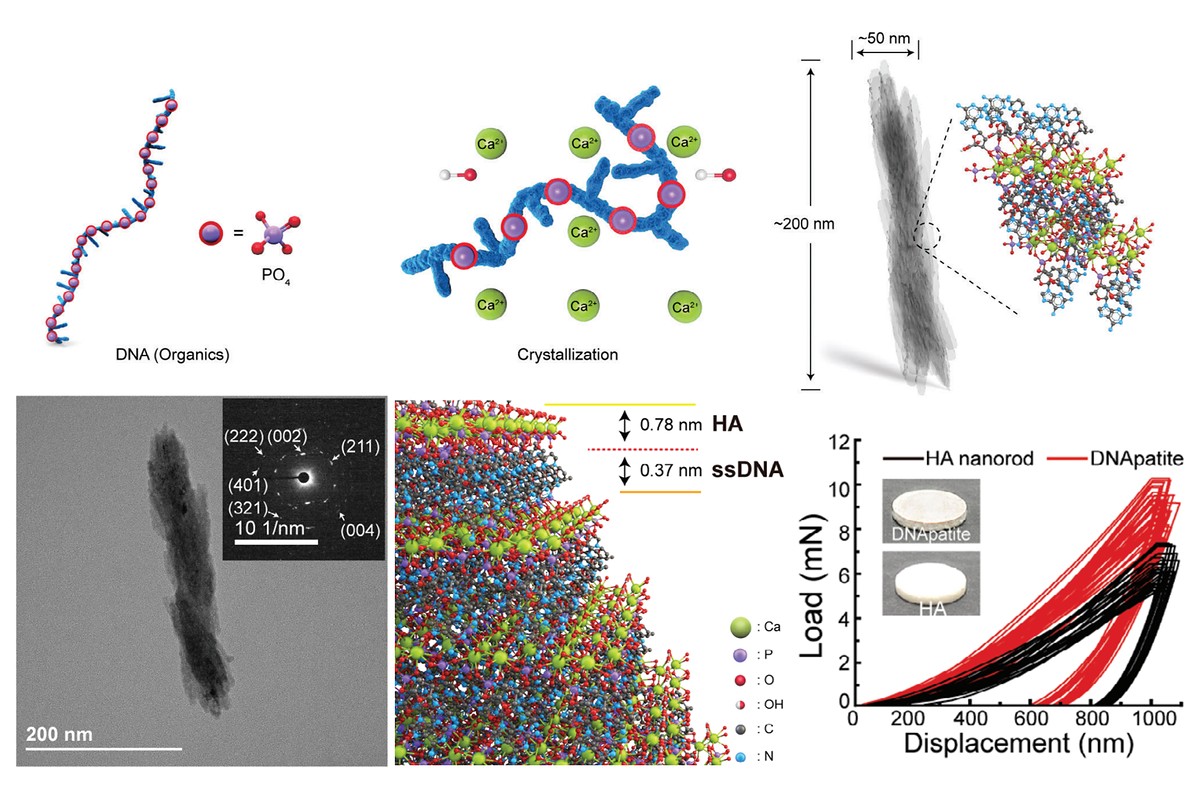 ~50 nm
~200 nm
Ca²⁺
Ca²⁺
Ca²⁺
=
PO₄
Ca²⁺
Ca²⁺
Ca²⁺
Ca²⁺
DNA (Organics)
Crystallization
(222)
(002)
(211)
(401)
(321)
(004)
10 1/nm
200 nm
0.78 nm HA
0.37 nm ssDNA
: Ca
: P
: O
: OH
: C
: N
HA nanorod
DNApatite
DNApatite
HA
Load (mN)
12
10
8
6
4
2
0
0 200 400 600 800 1000
Displacement (nm)